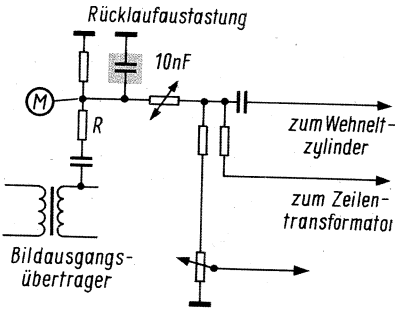 Rücklaufaustastung
10nF
M
R
zum Wehnelt-
zylinder
zum Zeilen-
transformator
Bildausgangs-
übertrager